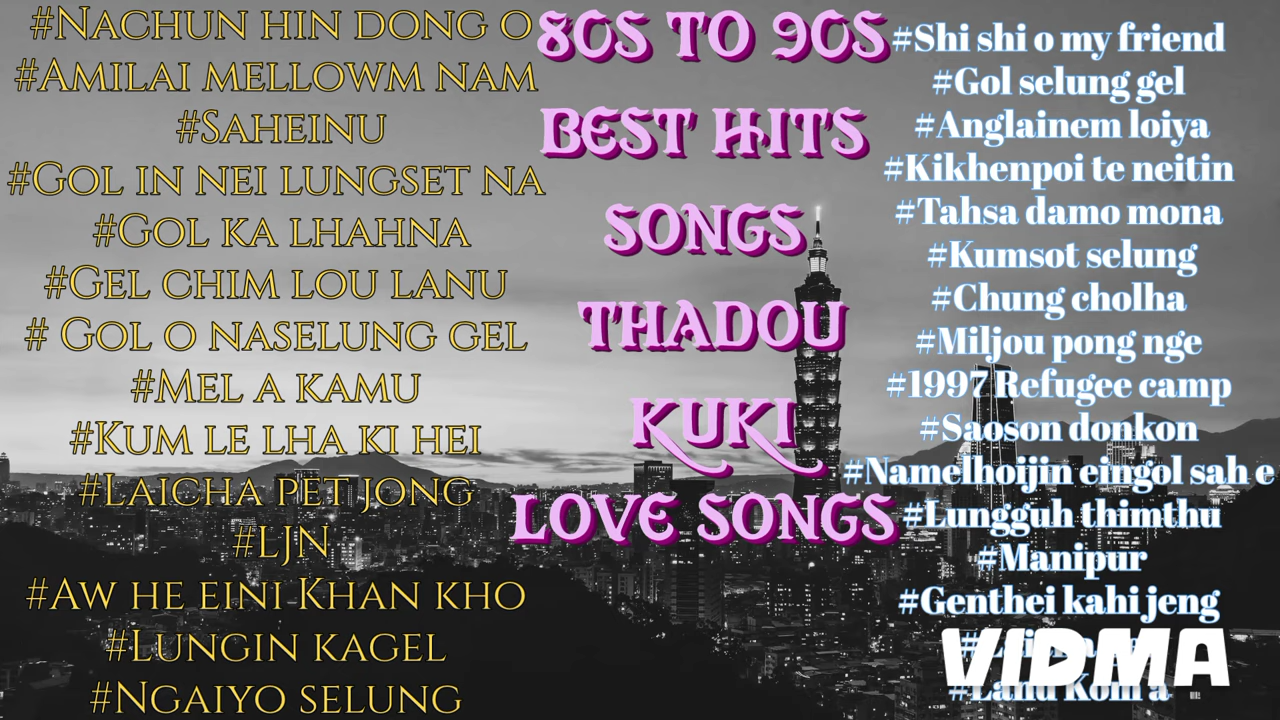 #Nachun hin dong o
#Amilai mellowm nam
#Saheinu
#Gol in nei lungset na
#Gol ka lhahna
#Gel chim lou lanu
# Gol o naselung gel
#Mel a kamu
#Kum le lha ki hei
#Laicha pet jong
#LJN
#Aw he eini Khan kho
#Lungin kagel
#Ngaiyo selung
80S TO 90S
BEST HITS
SONGS
THADOU
KUKI
LOVE SONGS
#Shi shi o my friend
#Gol selung gel
#Anglainem loiya
#Kikhenpoi te neitin
#Tahsa damo mona
#Kumsot selung
#Chung cholha
#Miljou pong nge
#1997 Refugee camp
#Saoson donkon
#Namelhoijin eingol sah e
#Lungguh thimthu
#Manipur
#Genthei kahi jeng
#Lanu Kom a
VIDMA